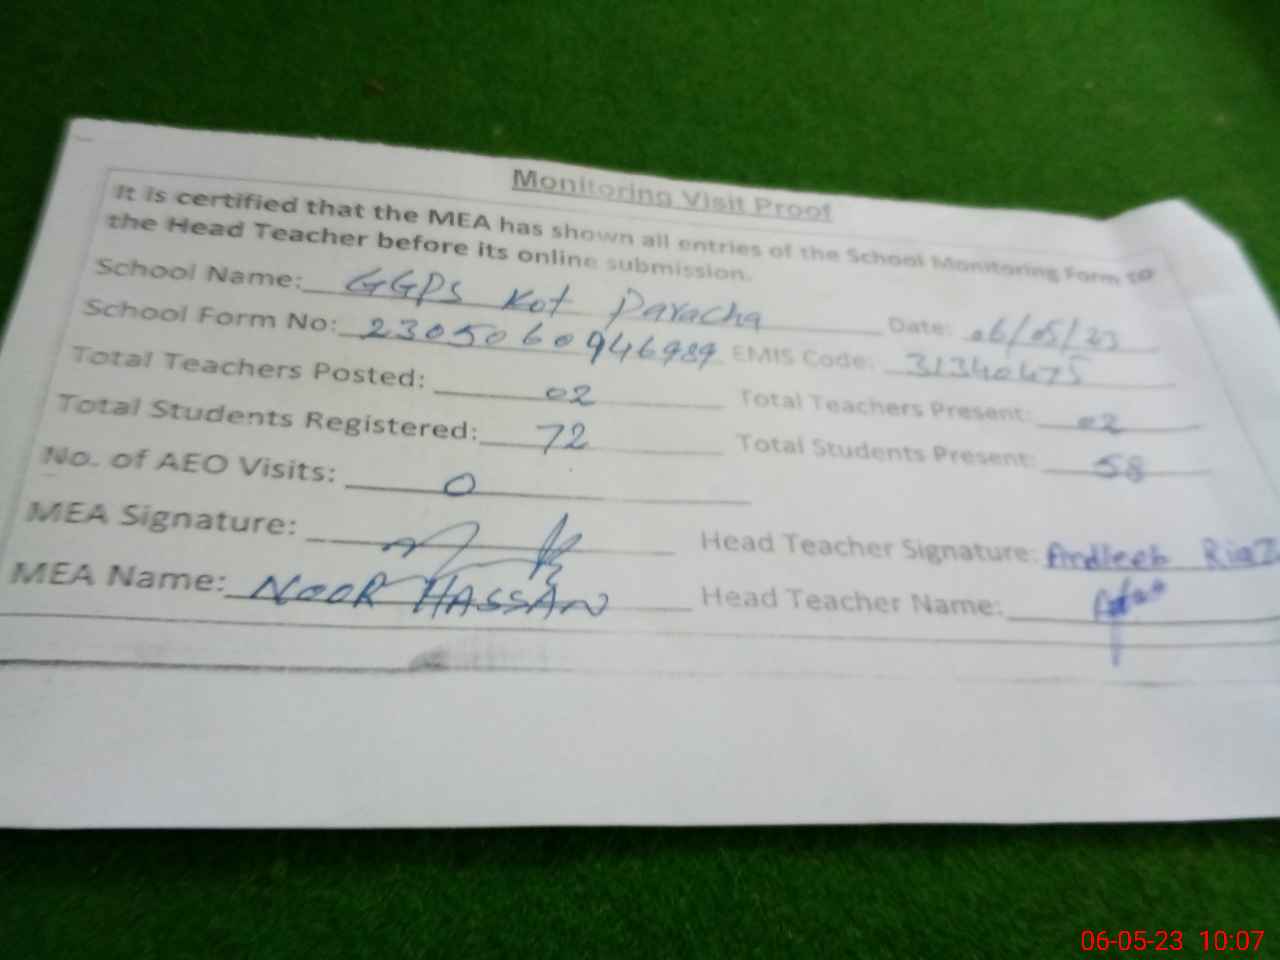 Monitoring Visit Proof
It is certified that the MEA has shown all entries of the School Monitoring Form to
the Head Teacher before its online submission.
School Name: GGPS Kot Paracha Date: 06/05/23
School Form No: 2305060946989 EMIS Code: 31340475
Total Teachers Posted: 02 Total Teachers Present: 02
Total Students Registered: 72 Total Students Present: 58
No. of AEO Visits: 0
MEA Signature: Head Teacher Signature: Andleeb Riaz
MEA Name: NOOR HASSAN Head Teacher Name:
06-05-23 10:07